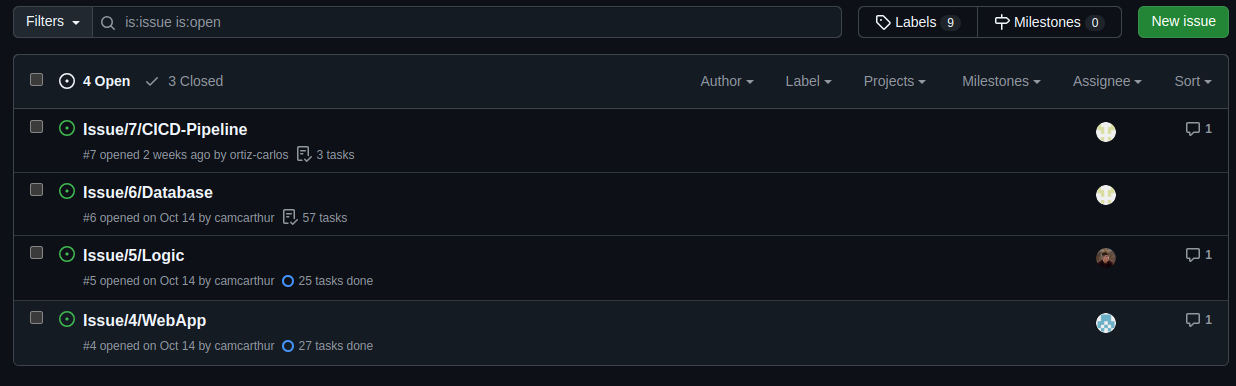 Filters is:issue is:open Labels 9 Milestones 0 New issue
4 Open 3 Closed Author Label Projects Milestones Assignee Sort
Issue/7/CICD-Pipeline 1
#7 opened 2 weeks ago by ortiz-carlos 3 tasks
Issue/6/Database
#6 opened on Oct 14 by camcarthur 57 tasks
Issue/5/Logic 1
#5 opened on Oct 14 by camcarthur 25 tasks done
Issue/4/WebApp 1
#4 opened on Oct 14 by camcarthur 27 tasks done